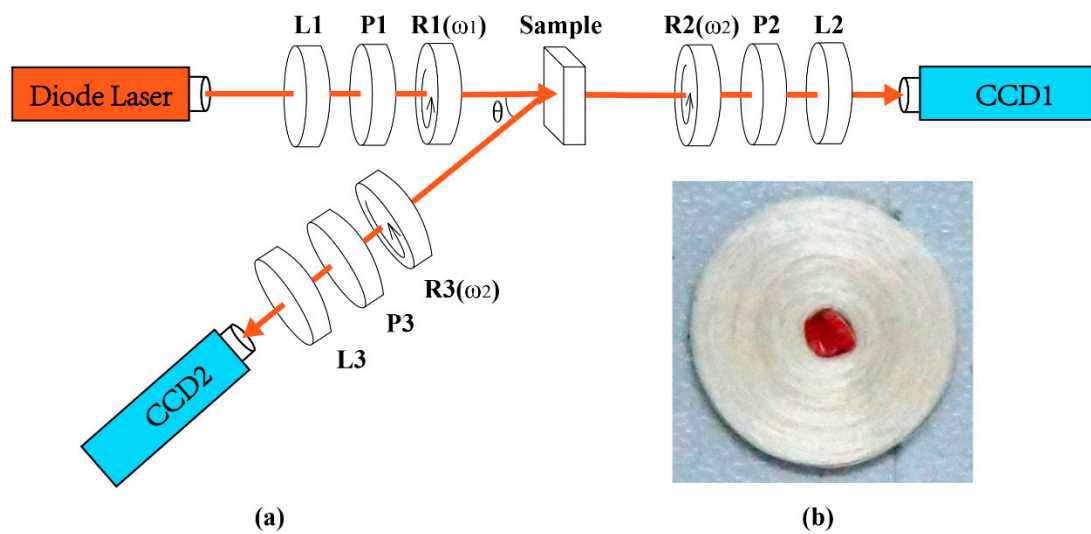 L1 P1 R1(ω1) Sample R2(ω2) P2 L2
Diode Laser
CCD1
θ
R3(ω2)
P3
L3
CCD2
(a) (b)